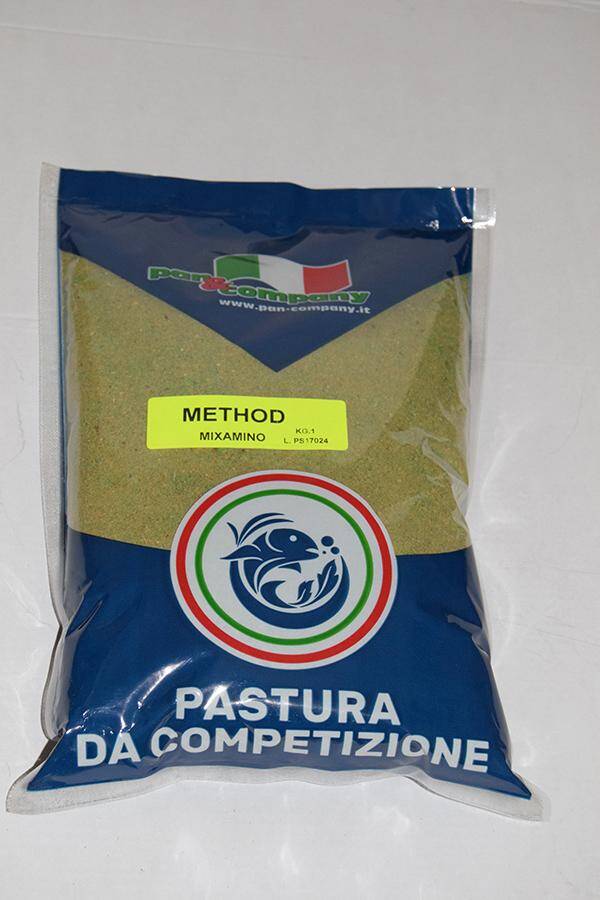 pan&company
www.pan-company.it
METHOD
MIXAMINO KG.1
L. PS17024
PASTURA
DA COMPETIZIONE